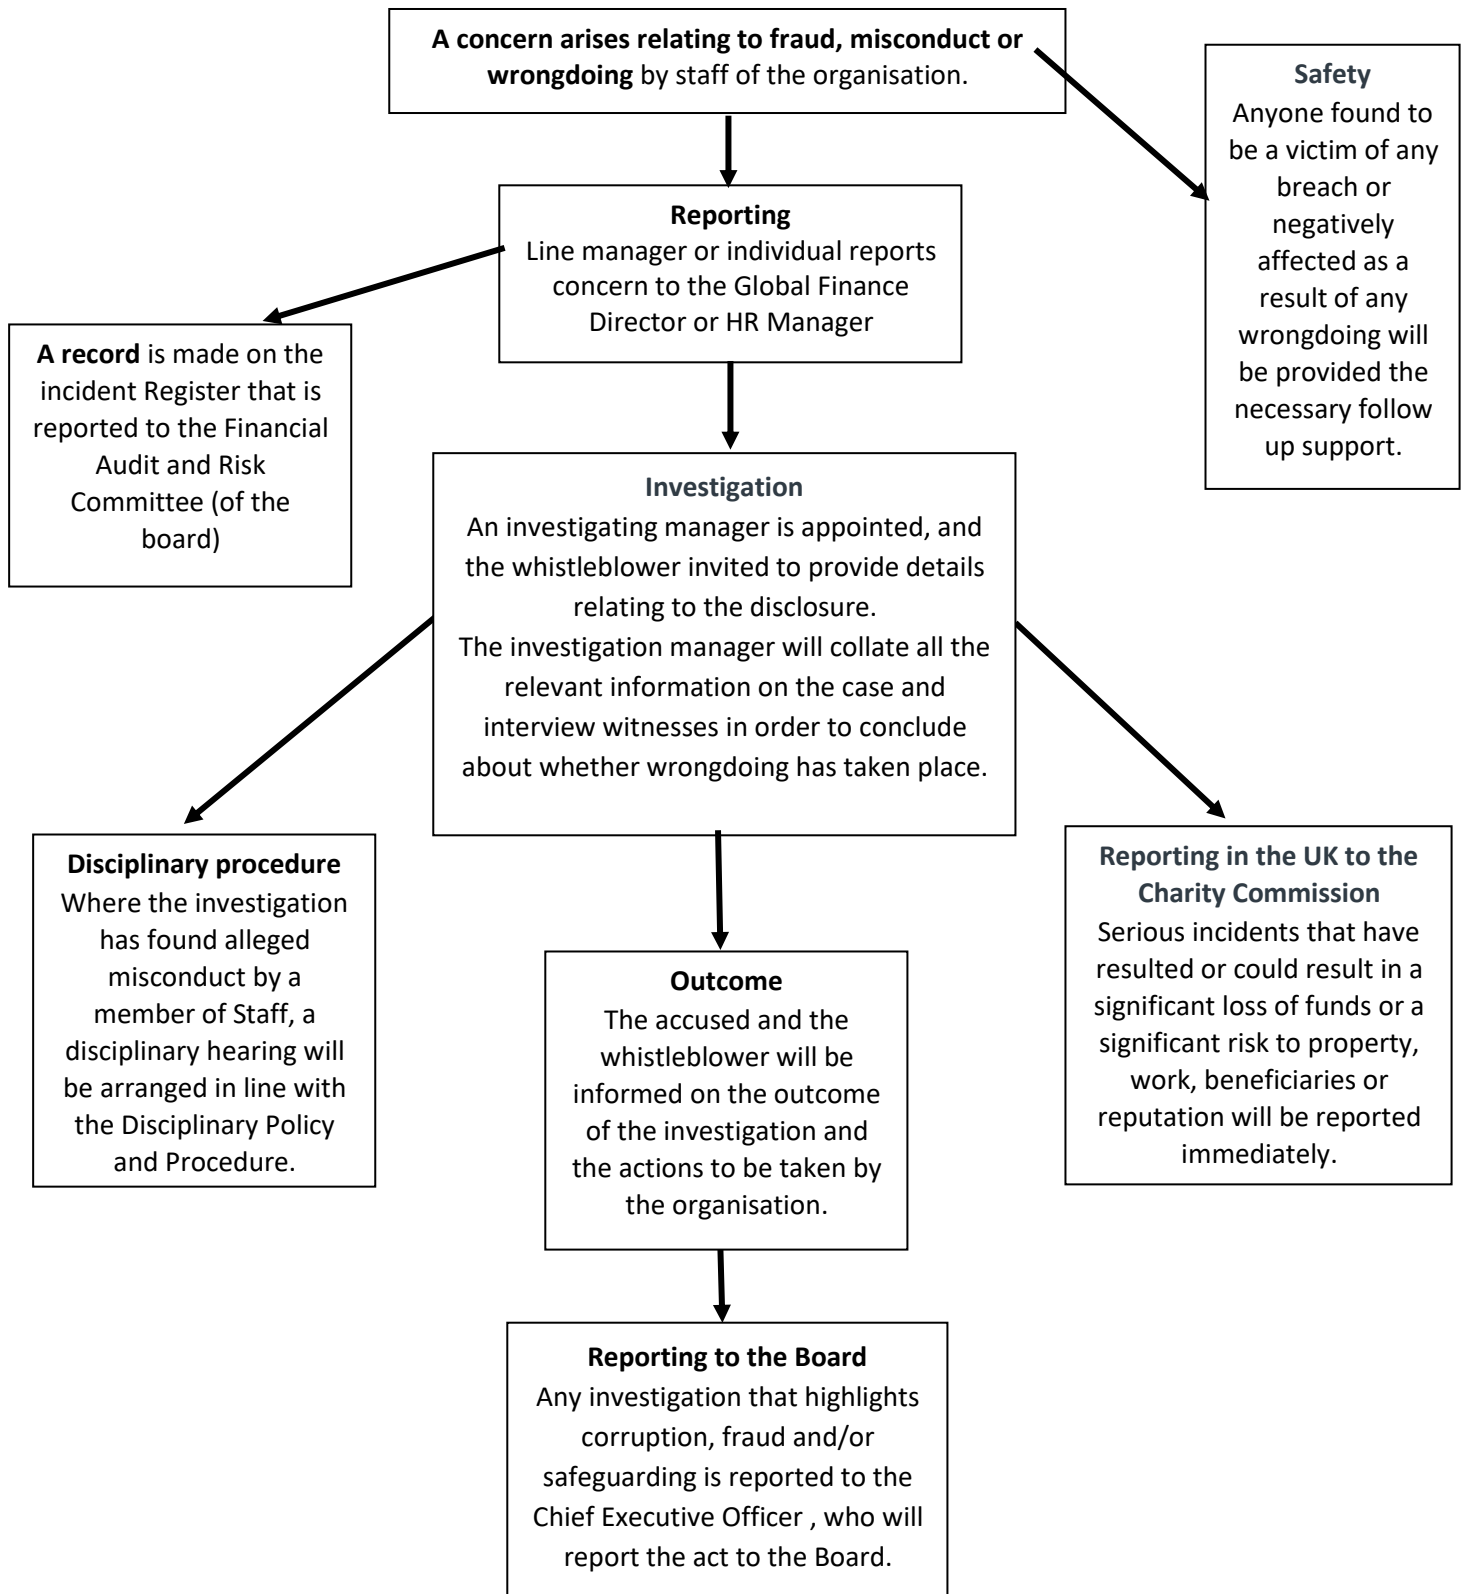 A concern arises relating to fraud, misconduct or
wrongdoing by staff of the organisation.
Safety
Anyone found to
be a victim of any
breach or
negatively
affected as a
result of any
wrongdoing will
be provided the
necessary follow
up support.
Reporting
Line manager or individual reports
concern to the Global Finance
Director or HR Manager
A record is made on the
incident Register that is
reported to the Financial
Audit and Risk
Committee (of the
board)
Investigation
An investigating manager is appointed, and
the whistleblower invited to provide details
relating to the disclosure.
The investigation manager will collate all the
relevant information on the case and
interview witnesses in order to conclude
about whether wrongdoing has taken place.
Disciplinary procedure
Where the investigation
has found alleged
misconduct by a
member of Staff, a
disciplinary hearing will
be arranged in line with
the Disciplinary Policy
and Procedure.
Outcome
The accused and the
whistleblower will be
informed on the outcome
of the investigation and
the actions to be taken by
the organisation.
Reporting in the UK to the
Charity Commission
Serious incidents that have
resulted or could result in a
significant loss of funds or a
significant risk to property,
work, beneficiaries or
reputation will be reported
immediately.
Reporting to the Board
Any investigation that highlights
corruption, fraud and/or
safeguarding is reported to the
Chief Executive Officer , who will
report the act to the Board.